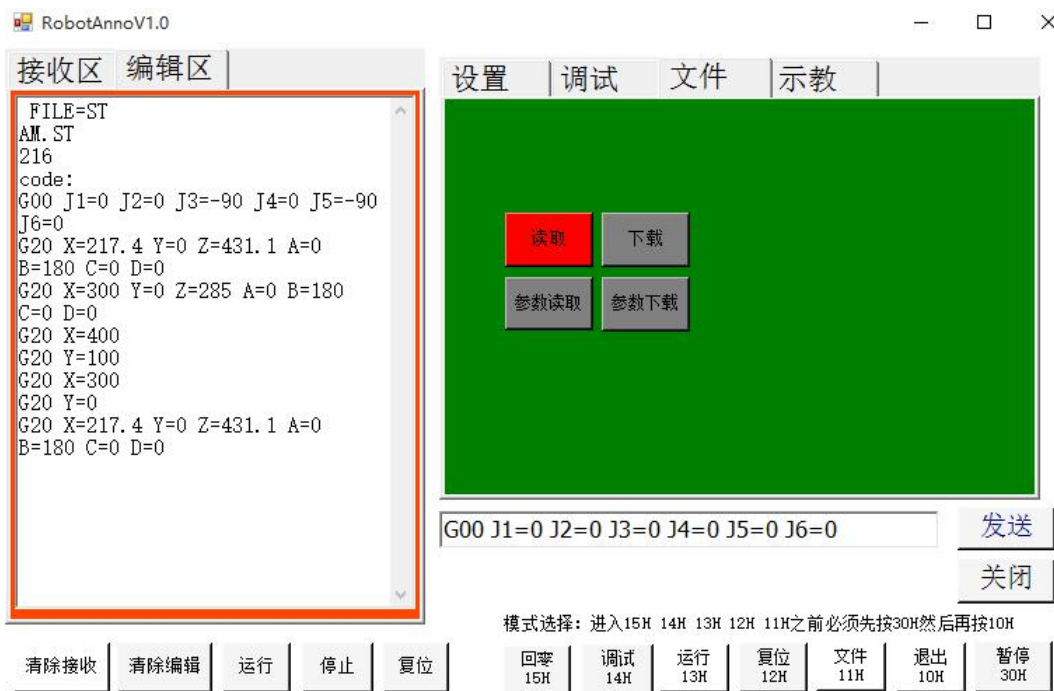 RobotAnnoV1.0
接收区 编辑区
FILE=ST
AM.ST
216
code:
G00 J1=0 J2=0 J3=-90 J4=0 J5=-90
J6=0
G20 X=217.4 Y=0 Z=431.1 A=0
B=180 C=0 D=0
G20 X=300 Y=0 Z=285 A=0 B=180
C=0 D=0
G20 X=400
G20 Y=100
G20 X=300
G20 Y=0
G20 X=217.4 Y=0 Z=431.1 A=0
B=180 C=0 D=0
设置 调试 文件 示教
读取 下载
参数读取 参数下载
G00 J1=0 J2=0 J3=0 J4=0 J5=0 J6=0
发送
关闭
模式选择：进入15H 14H 13H 12H 11H之前必须先按30H然后再按10H
清除接收 清除编辑 运行 停止 复位
回零 调试 运行 复位 文件 退出 暂停
15H 14H 13H 12H 11H 10H 30H